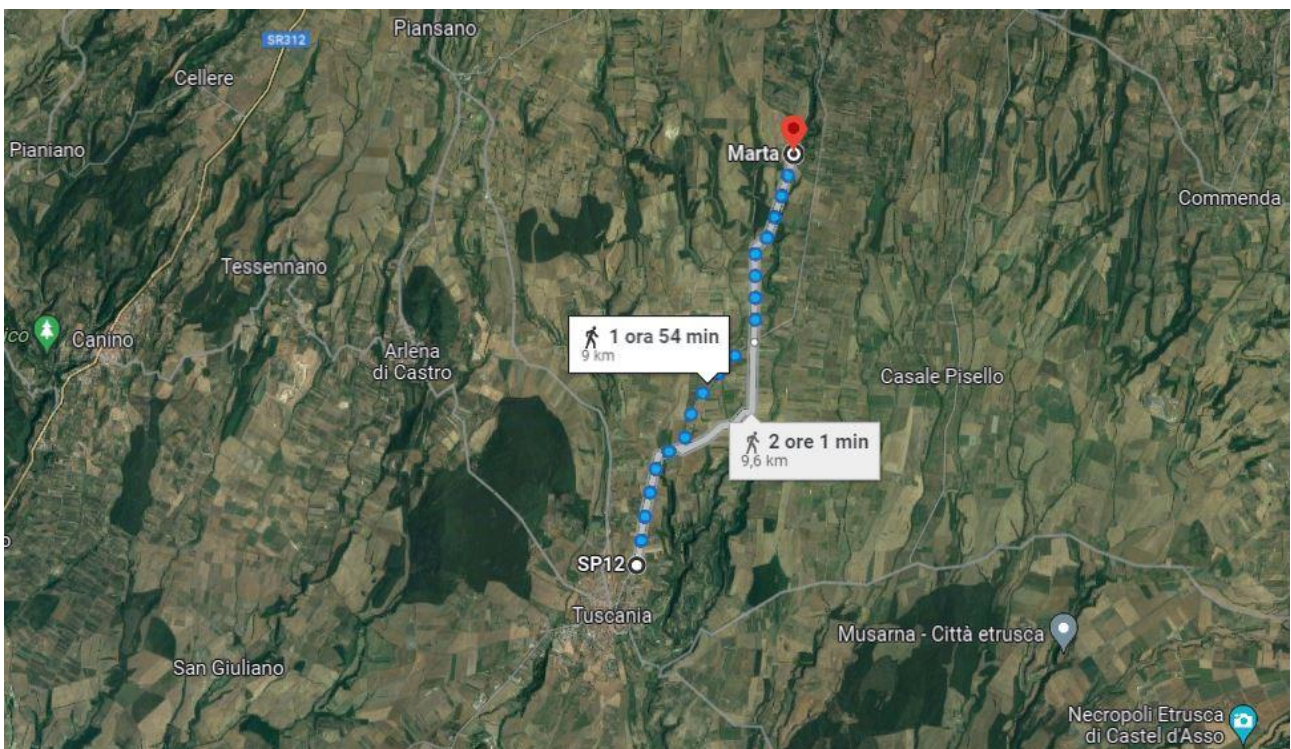 Piansano
SR312
Cellere
Pianiano
Marta
Commenda
Tessennano
1 ora 54 min
9 km
ico
Canino
Arlena
di Castro
Casale Pisello
2 ore 1 min
9,6 km
SP12
Tuscania
Musarna - Città etrusca
San Giuliano
Necropoli Etrusca
di Castel d'Asso